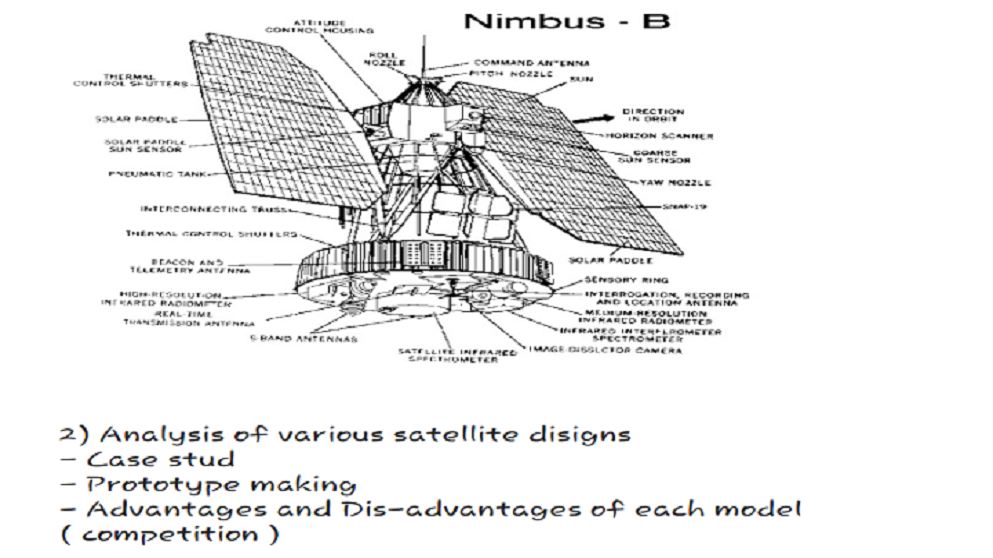 Nimbus - B
ATTITUDE
CONTROL HOUSING
ROLL
NOZZLE
COMMAND ANTENNA
PITCH NOZZLE
SUN
THERMAL
CONTROL SHUTTERS
DIRECTION
IN ORBIT
SOLAR PADDLE
HORIZON SCANNER
SOLAR PADDLE
SUN SENSOR
COARSE
SUN SENSOR
PNEUMATIC TANK
YAW NOZZLE
INTERCONNECTING TRUSS
SNAP-19
THERMAL CONTROL SHUTTERS
SOLAR PADDLE
BEACON AND
TELEMETRY ANTENNA
SENSORY RING
HIGH-RESOLUTION
INFRARED RADIOMETER
INTERROGATION, RECORDING
AND LOCATION ANTENNA
REAL-TIME
TRANSMISSION ANTENNA
MEDIUM-RESOLUTION
INFRARED RADIOMETER
S-BAND ANTENNAS
INFRARED INTERFEROMETER
SPECTROMETER
SATELLITE INFRARED
SPECTROMETER
IMAGE DISSECTOR CAMERA
2) Analysis of various satellite disigns
- Case stud
- Prototype making
- Advantages and Dis-advantages of each model
( competition )